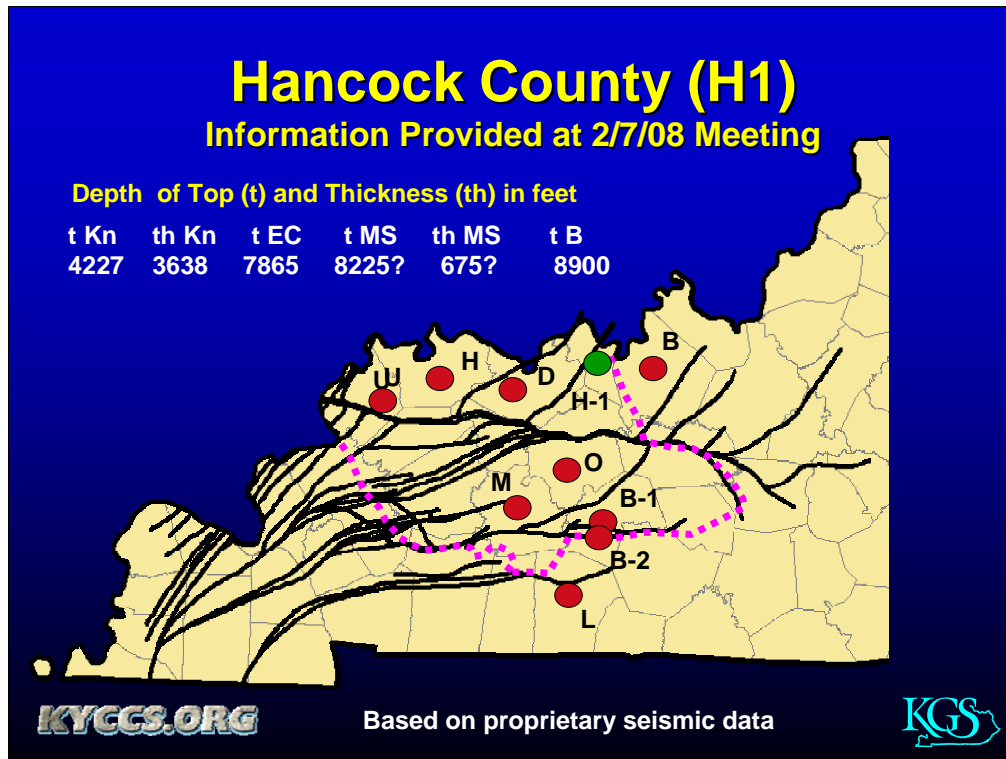 Hancock County (H1)
Information Provided at 2/7/08 Meeting
Depth of Top (t) and Thickness (th) in feet
t Kn th Kn t EC t MS th MS t B
4227 3638 7865 8225? 675? 8900
B
H
D
U
U
H-1
O
M
B-1
B-2
L
KYCCS.ORG
Based on proprietary seismic data
KGS